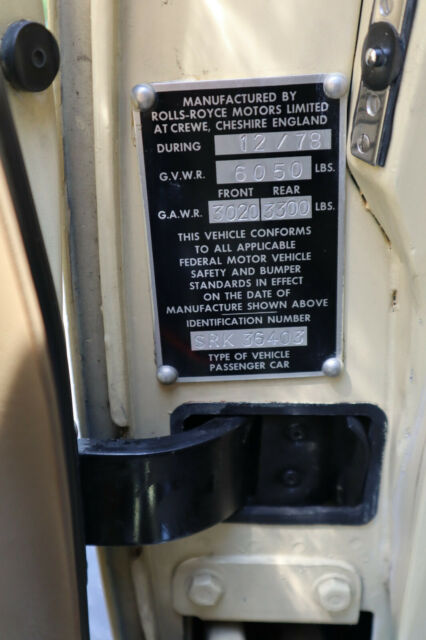 MANUFACTURED BY
ROLLS-ROYCE MOTORS LIMITED
AT CREWE, CHESHIRE ENGLAND
DURING 12/78
G.V.W.R. 6050 LBS.
FRONT REAR
G.A.W.R. 3020 3300 LBS.
THIS VEHICLE CONFORMS
TO ALL APPLICABLE
FEDERAL MOTOR VEHICLE
SAFETY AND BUMPER
STANDARDS IN EFFECT
ON THE DATE OF
MANUFACTURE SHOWN ABOVE
IDENTIFICATION NUMBER
SRK 36403
TYPE OF VEHICLE
PASSENGER CAR